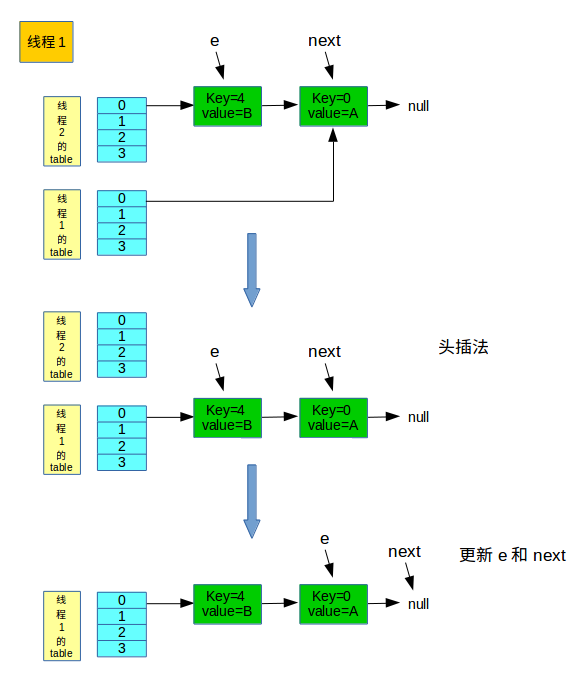 线程 1
e
next
线
程
2
的
table
0
1
2
3
Key=4
value=B
Key=0
value=A
null
线
程
1
的
table
0
1
2
3
线
程
2
的
table
0
1
2
3
e
next
头插法
线
程
1
的
table
0
1
2
3
Key=4
value=B
Key=0
value=A
null
e
next
更新 e 和 next
线
程
1
的
table
0
1
2
3
Key=4
value=B
Key=0
value=A
null